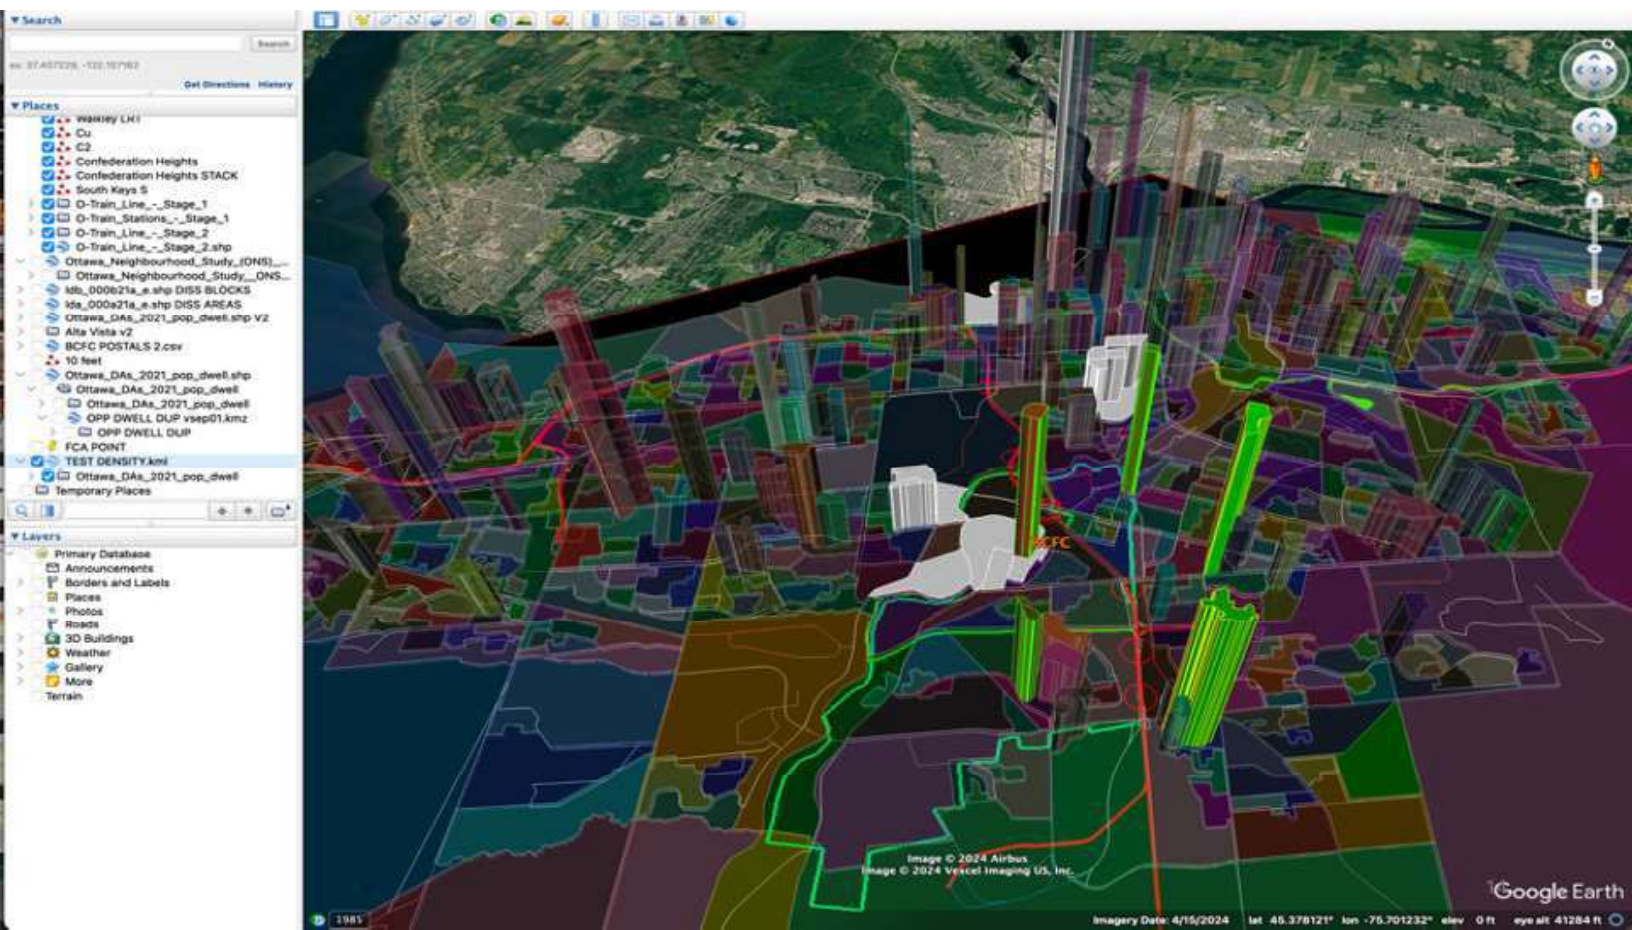 Search
Search
ex: 37.407229, -122.107162
Get Directions History
Places
Walkley LRT
Cu
C2
Confederation Heights
Confederation Heights STACK
South Keys S
O-Train_Line_-_Stage_1
O-Train_Stations_-_Stage_1
O-Train_Line_-_Stage_2
O-Train_Line_-_Stage_2.shp
Ottawa_Neighbourhood_Study_(ONS)_...
Ottawa_Neighbourhood_Study__ONS...
ldb_000b21a_e.shp DISS BLOCKS
lda_000a21a_e.shp DISS AREAS
Ottawa_DAs_2021_pop_dwell.shp V2
Alta Vista v2
BCFC POSTALS 2.csv
10 feet
Ottawa_DAs_2021_pop_dwell.shp
Ottawa_DAs_2021_pop_dwell
Ottawa_DAs_2021_pop_dwell
OPP DWELL DUP vsep01.kmz
OPP DWELL DUP
FCA POINT
TEST DENSITY.kml
Ottawa_DAs_2021_pop_dwell
Temporary Places
Layers
Primary Database
Announcements
Borders and Labels
Places
Photos
Roads
3D Buildings
Weather
Gallery
More
Terrain
BCFC
Image © 2024 Airbus
Image © 2024 Vexcel Imaging US, Inc.
Google Earth
1985
Imagery Date: 4/15/2024 lat 45.378121° lon -75.701232° elev 0 ft eye alt 41284 ft